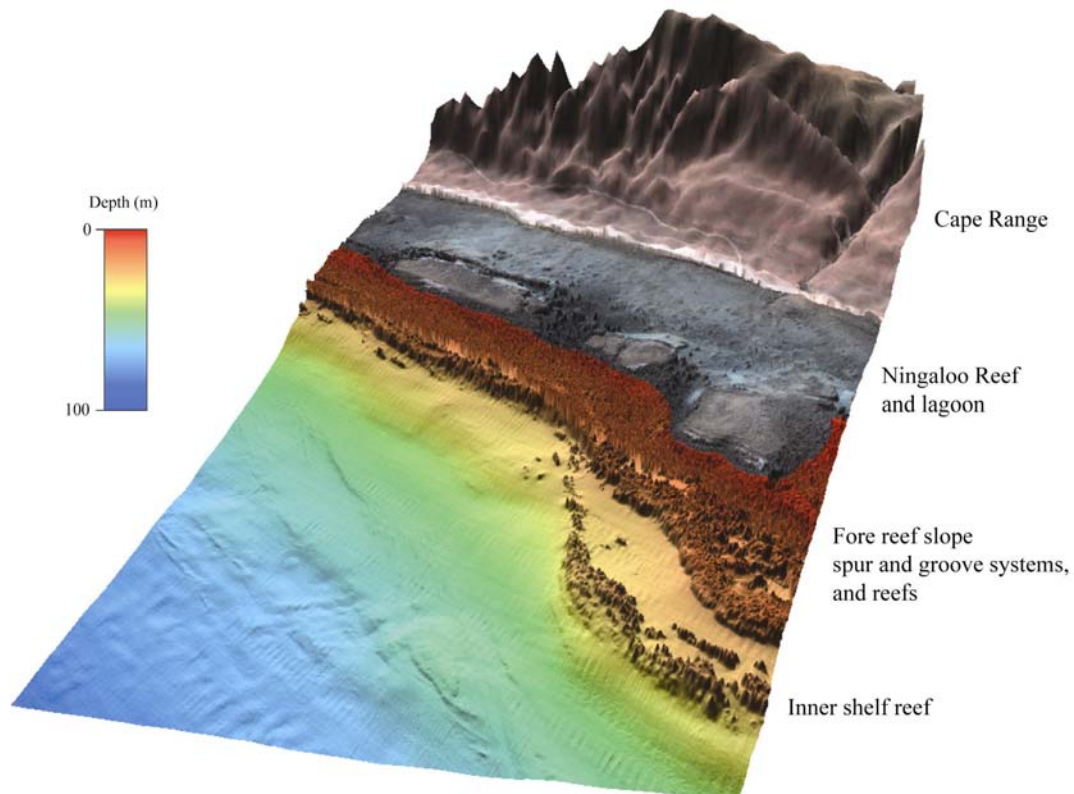 Depth (m)
0
100
Cape Range
Ningaloo Reef
and lagoon
Fore reef slope
spur and groove systems,
and reefs
Inner shelf reef